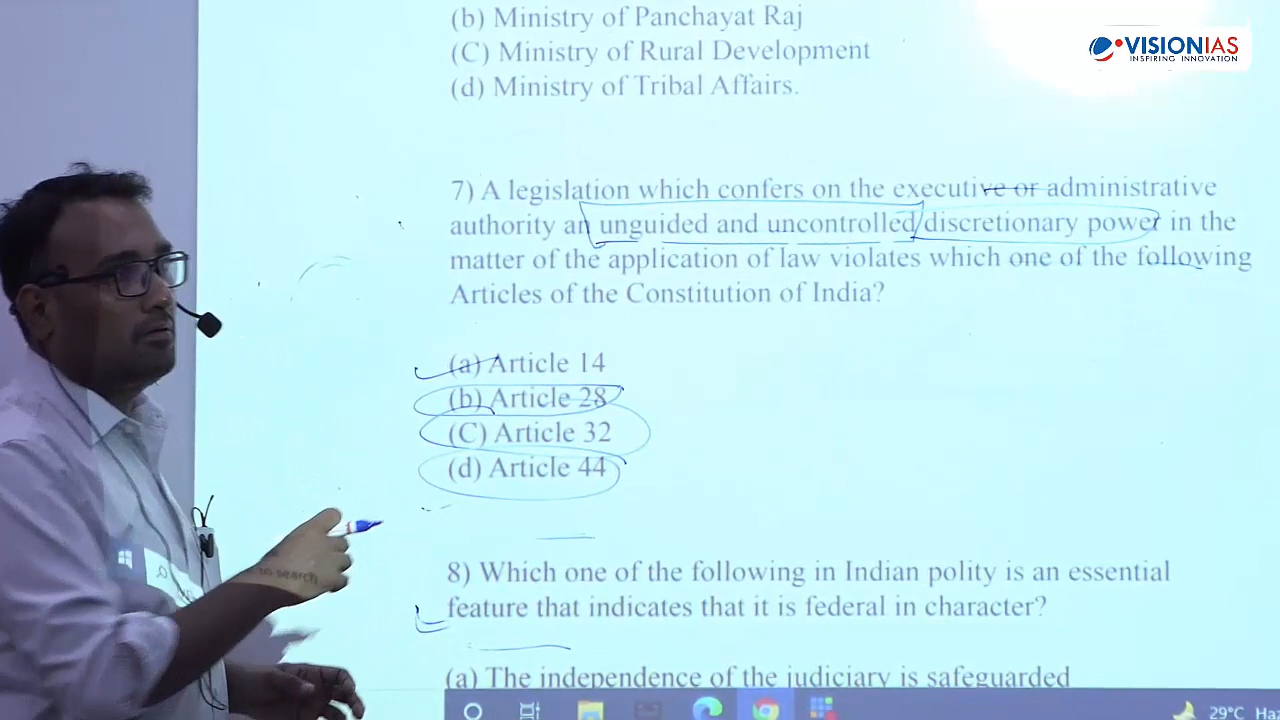 (b) Ministry of Panchayat Raj
VISIONIAS
INSPIRING INNOVATION
(C) Ministry of Rural Development
(d) Ministry of Tribal Affairs.
7) A legislation which confers on the executive or administrative
authority an unguided and uncontrolled discretionary power in the
matter of the application of law violates which one of the following
Articles of the Constitution of India?
(a) Article 14
(b) Article 28
(C) Article 32
(d) Article 44
to search
8) Which one of the following in Indian polity is an essential
feature that indicates that it is federal in character?
(a) The independence of the judiciary is safeguarded
29°C Haz